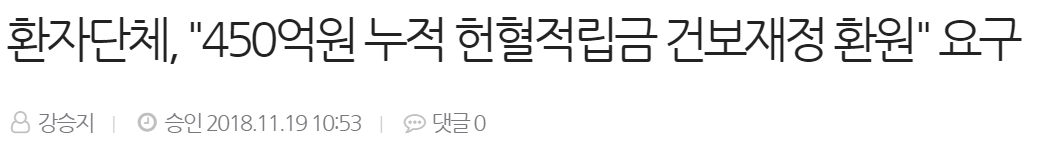 환자단체, "450억원 누적 헌혈적립금 건보재정 환원" 요구
강승지 | 승인 2018.11.19 10:53 | 댓글 0